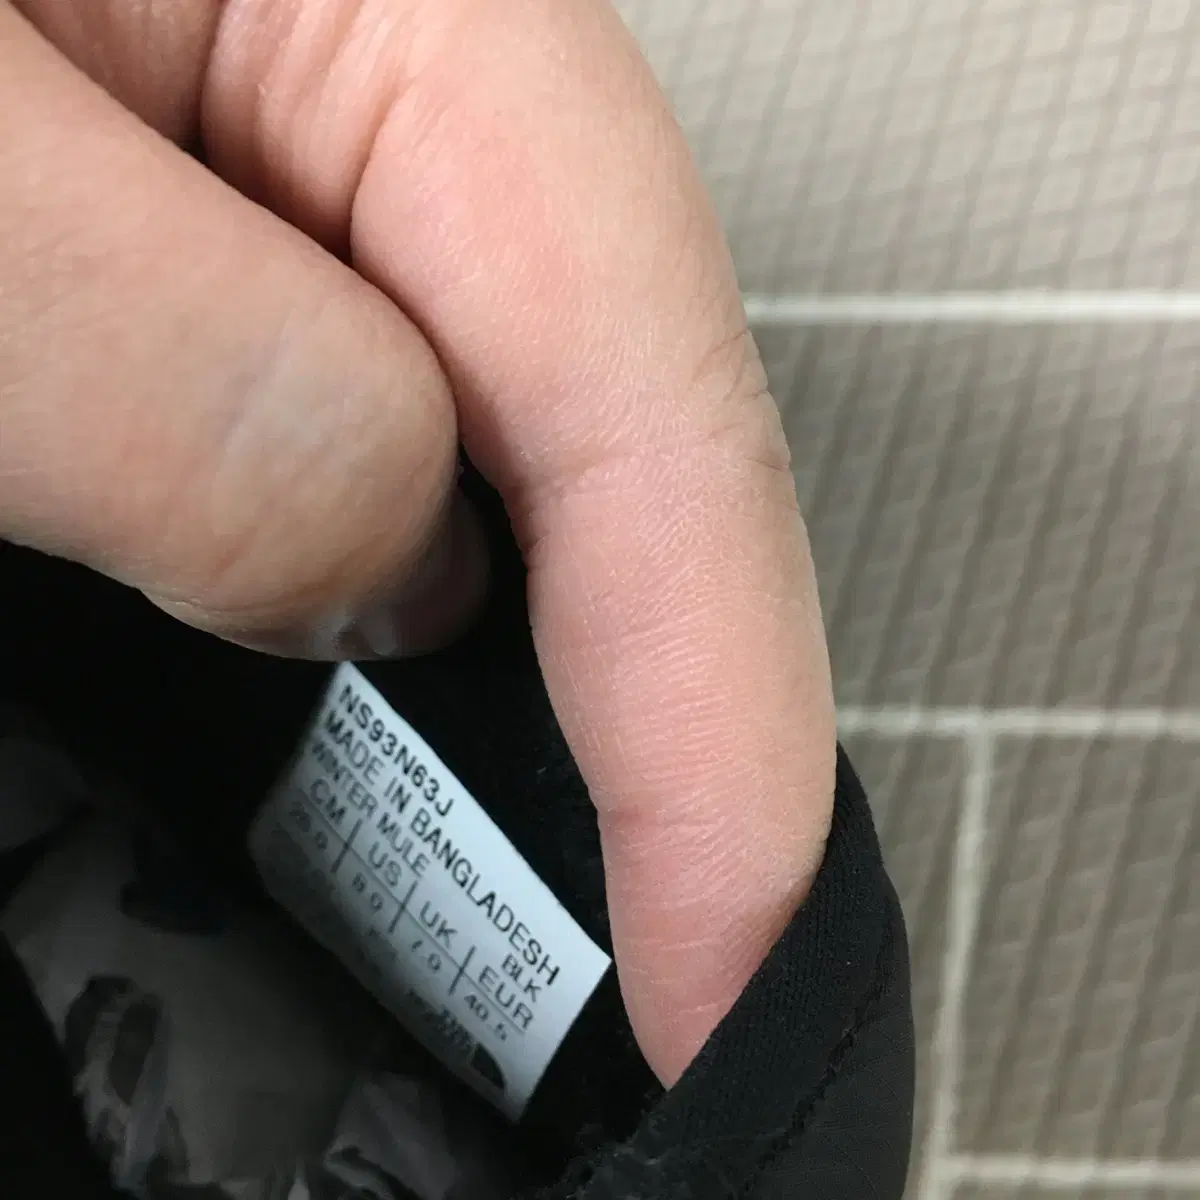 NS93N63J
MADE IN BANGLADESH
WINTER MULE BLK
CM US UK EUR
26.0 8.0 7.0 40.5